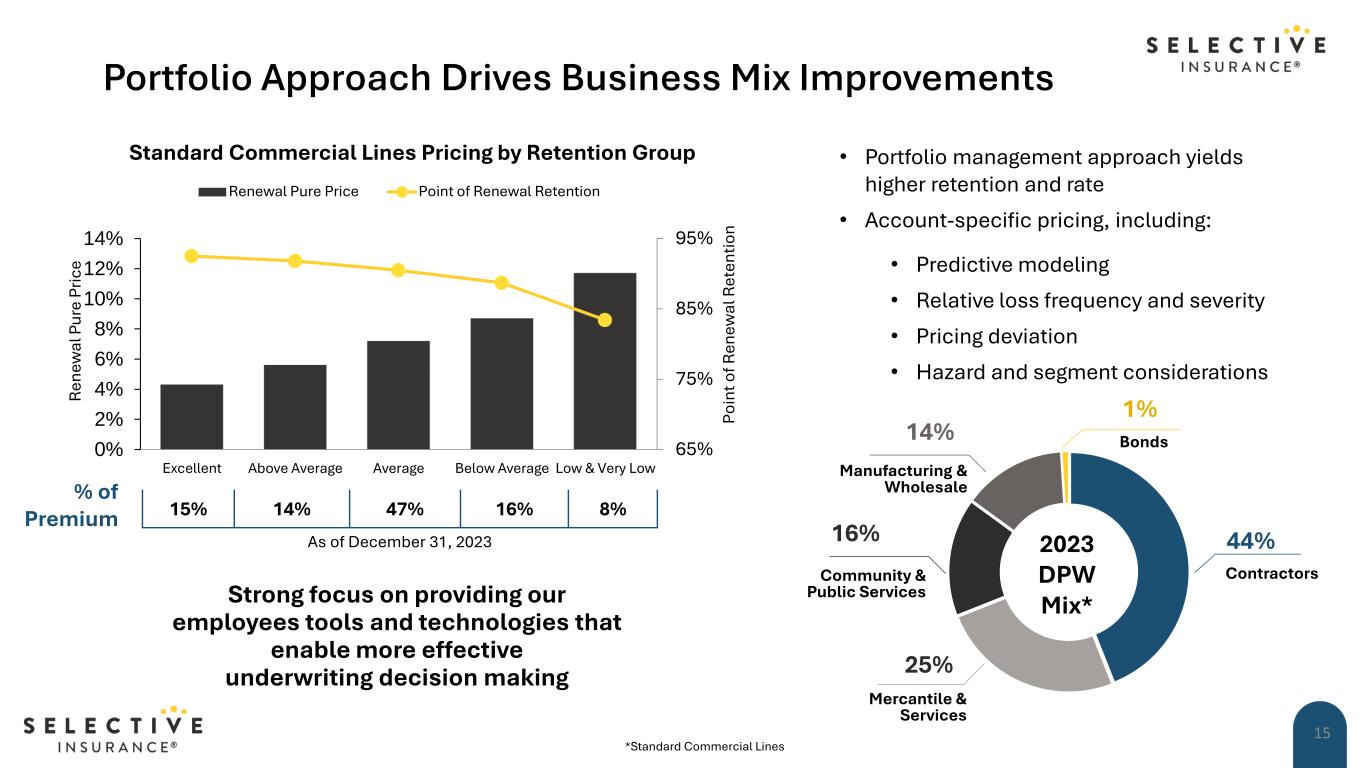 SELECTIVE
INSURANCE®
Portfolio Approach Drives Business Mix Improvements
Standard Commercial Lines Pricing by Retention Group
Renewal Pure Price
Point of Renewal Retention
14%
12%
10%
8%
6%
4%
2%
0%
Renewal Pure Price
95%
85%
75%
65%
Point of Renewal Retention
Excellent
Above Average
Average
Below Average
Low & Very Low
% of
Premium
15%
14%
47%
16%
8%
As of December 31, 2023
Strong focus on providing our
employees tools and technologies that
enable more effective
underwriting decision making
• Portfolio management approach yields
higher retention and rate
• Account-specific pricing, including:
• Predictive modeling
• Relative loss frequency and severity
• Pricing deviation
• Hazard and segment considerations
1%
Bonds
14%
Manufacturing &
Wholesale
16%
Community &
Public Services
25%
Mercantile &
Services
44%
Contractors
2023
DPW
Mix*
SELECTIVE
INSURANCE®
*Standard Commercial Lines
15